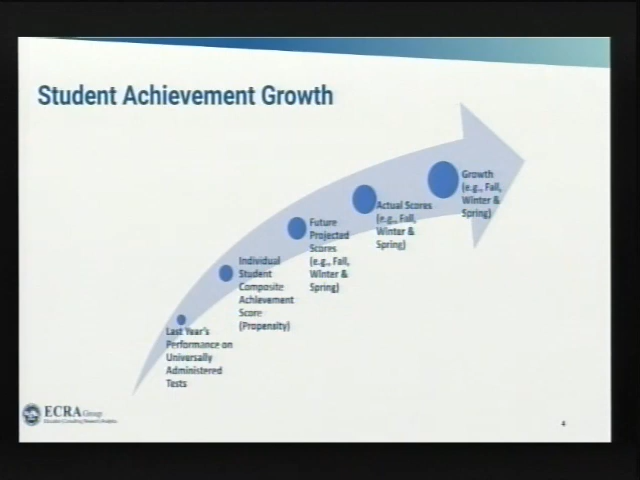 Student Achievement Growth
Growth
(e.g., Fall,
Winter &
Spring)
Actual Scores
(e.g., Fall,
Winter &
Spring)
Future
Projected
Scores
(e.g., Fall,
Winter &
Spring)
Individual
Student
Composite
Achievement
Score
(Propensity)
Last Year's
Performance on
Universally
Administered
Tests
ECRA Group
4